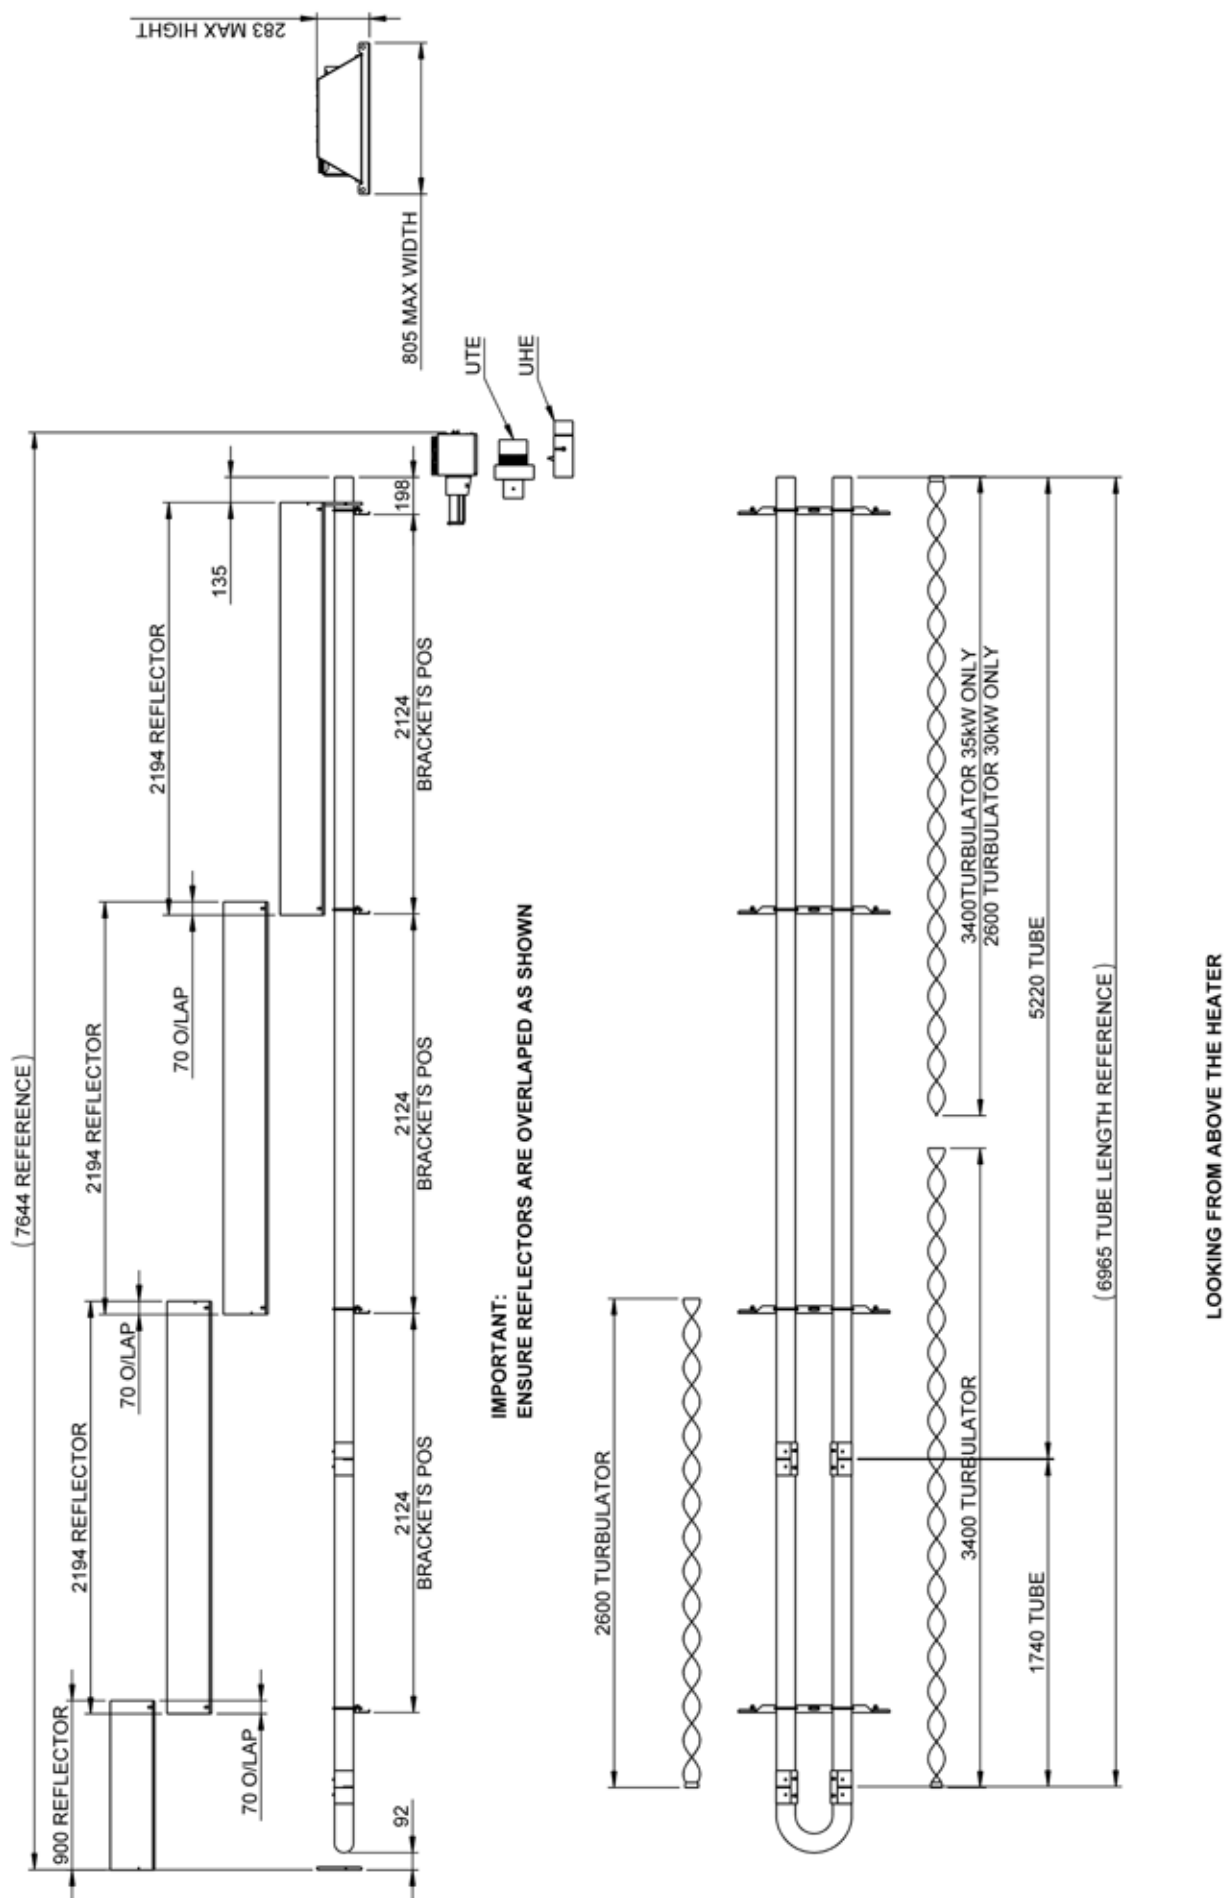 283 MAX HIGHT
805 MAX WIDTH
UTE
UHE
( 7644 REFERENCE )
135
198
2194 REFLECTOR
2124
BRACKETS POS
70 O/LAP
2194 REFLECTOR
2124
BRACKETS POS
70 O/LAP
2194 REFLECTOR
2124
BRACKETS POS
900 REFLECTOR
70 O/LAP
92
IMPORTANT:
ENSURE REFLECTORS ARE OVERLAPED AS SHOWN
2600 TURBULATOR
3400TURBULATOR 35kW ONLY
2600 TURBULATOR 30kW ONLY
3400 TURBULATOR
5220 TUBE
1740 TUBE
( 6965 TUBE LENGTH REFERENCE )
LOOKING FROM ABOVE THE HEATER